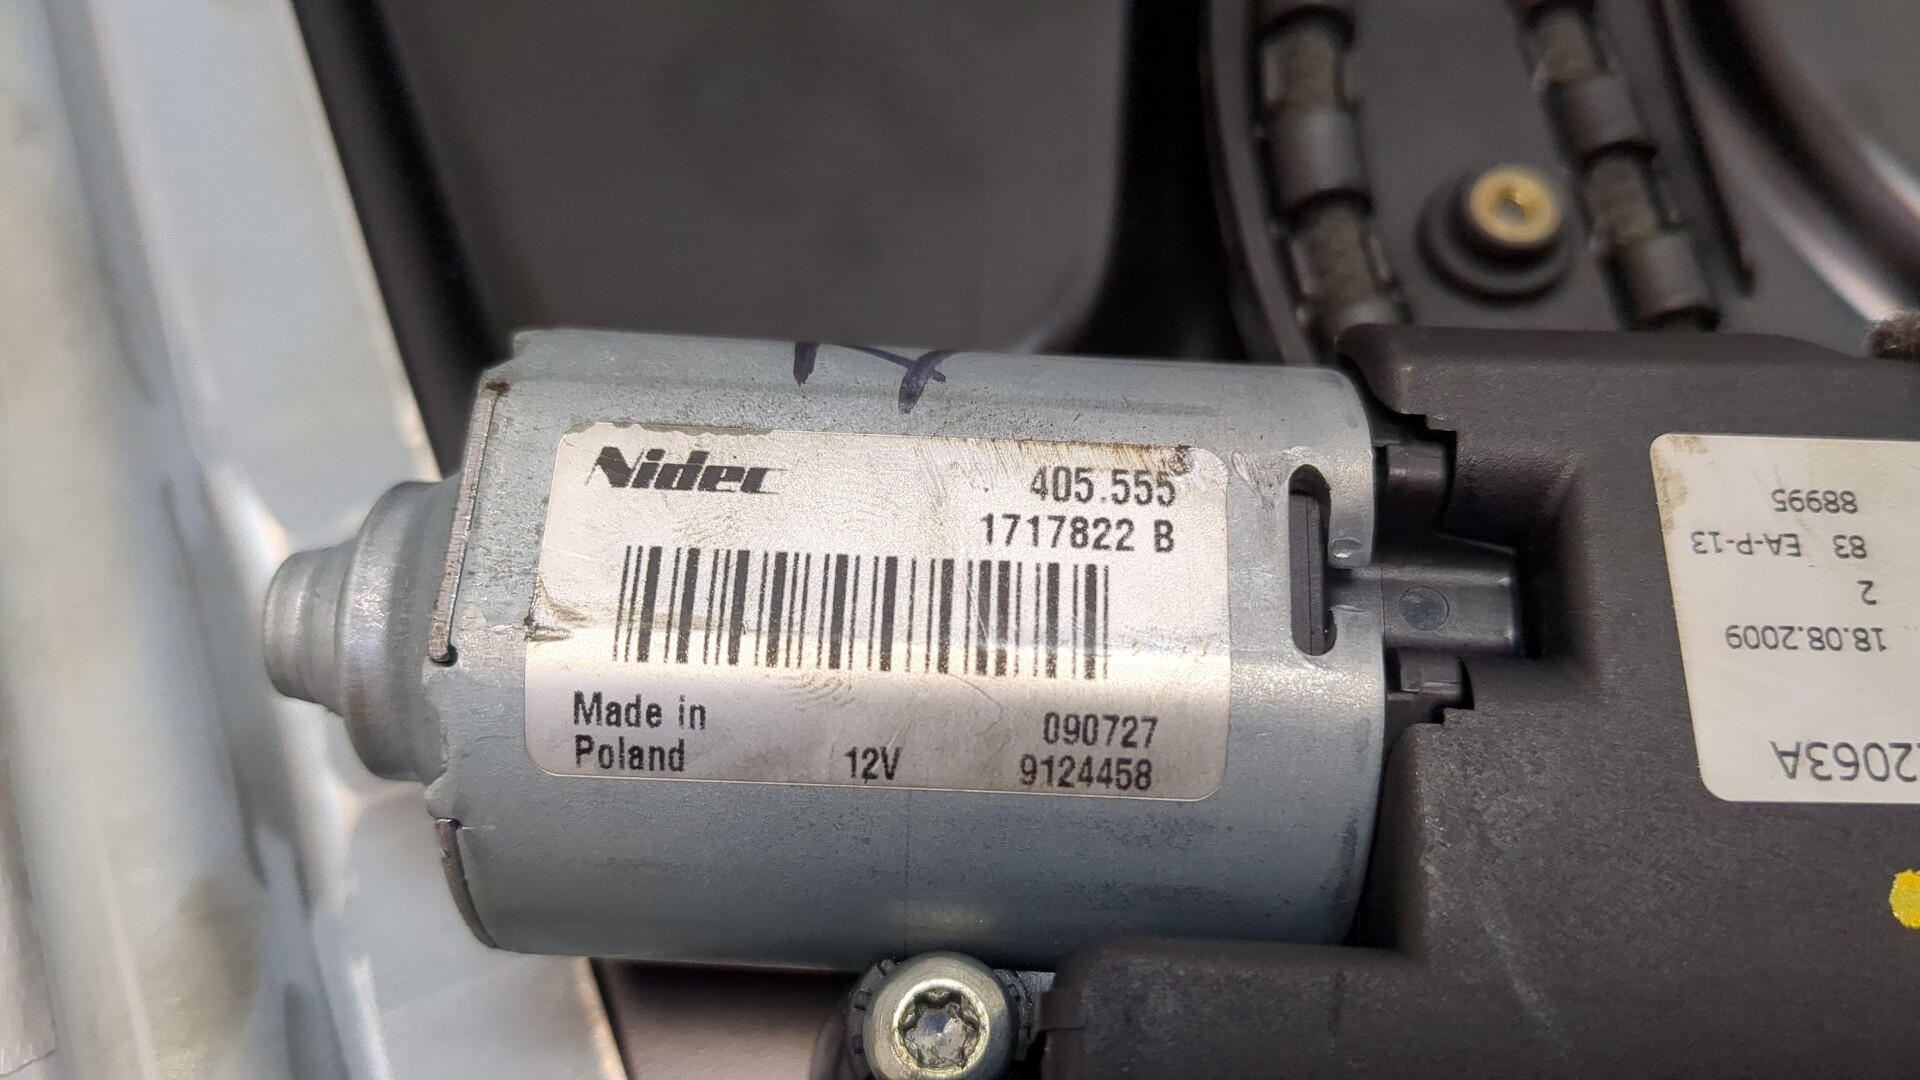 Nidec
405.555
1717822 B
Made in
Poland
12V
090727
9124458
2063A
18.08.2009
2
83 EA-P-13
88995